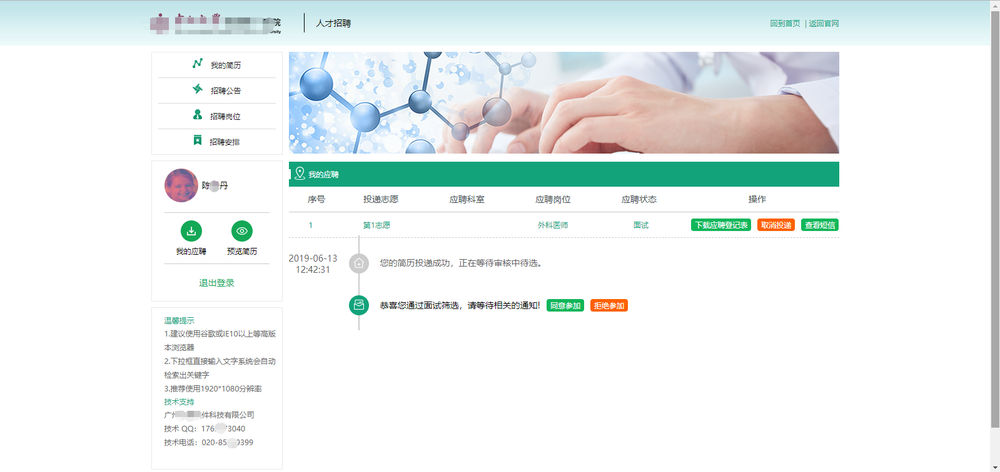 院
人才招聘
回到首页 | 返回官网
我的简历
招聘公告
招聘岗位
招聘安排
陈 丹
我的应聘 预览简历
退出登录
温馨提示
1.建议使用谷歌或IE10以上等高版
本浏览器
2.下拉框直接输入文字系统会自动
检索出关键字
3.推荐使用1920*1080分辨率
技术支持
广 件科技有限公司
技术 QQ：176 3040
技术电话：020-85 9399
我的应聘
序号 投递志愿 应聘科室 应聘岗位 应聘状态 操作
1 第1志愿 外科医师 面试 下载应聘登记表 取消投递 查看短信
2019-06-13
12:42:31
您的简历投递成功，正在等待审核中待选。
恭喜您通过面试筛选，请等待相关的通知! 同意参加 拒绝参加